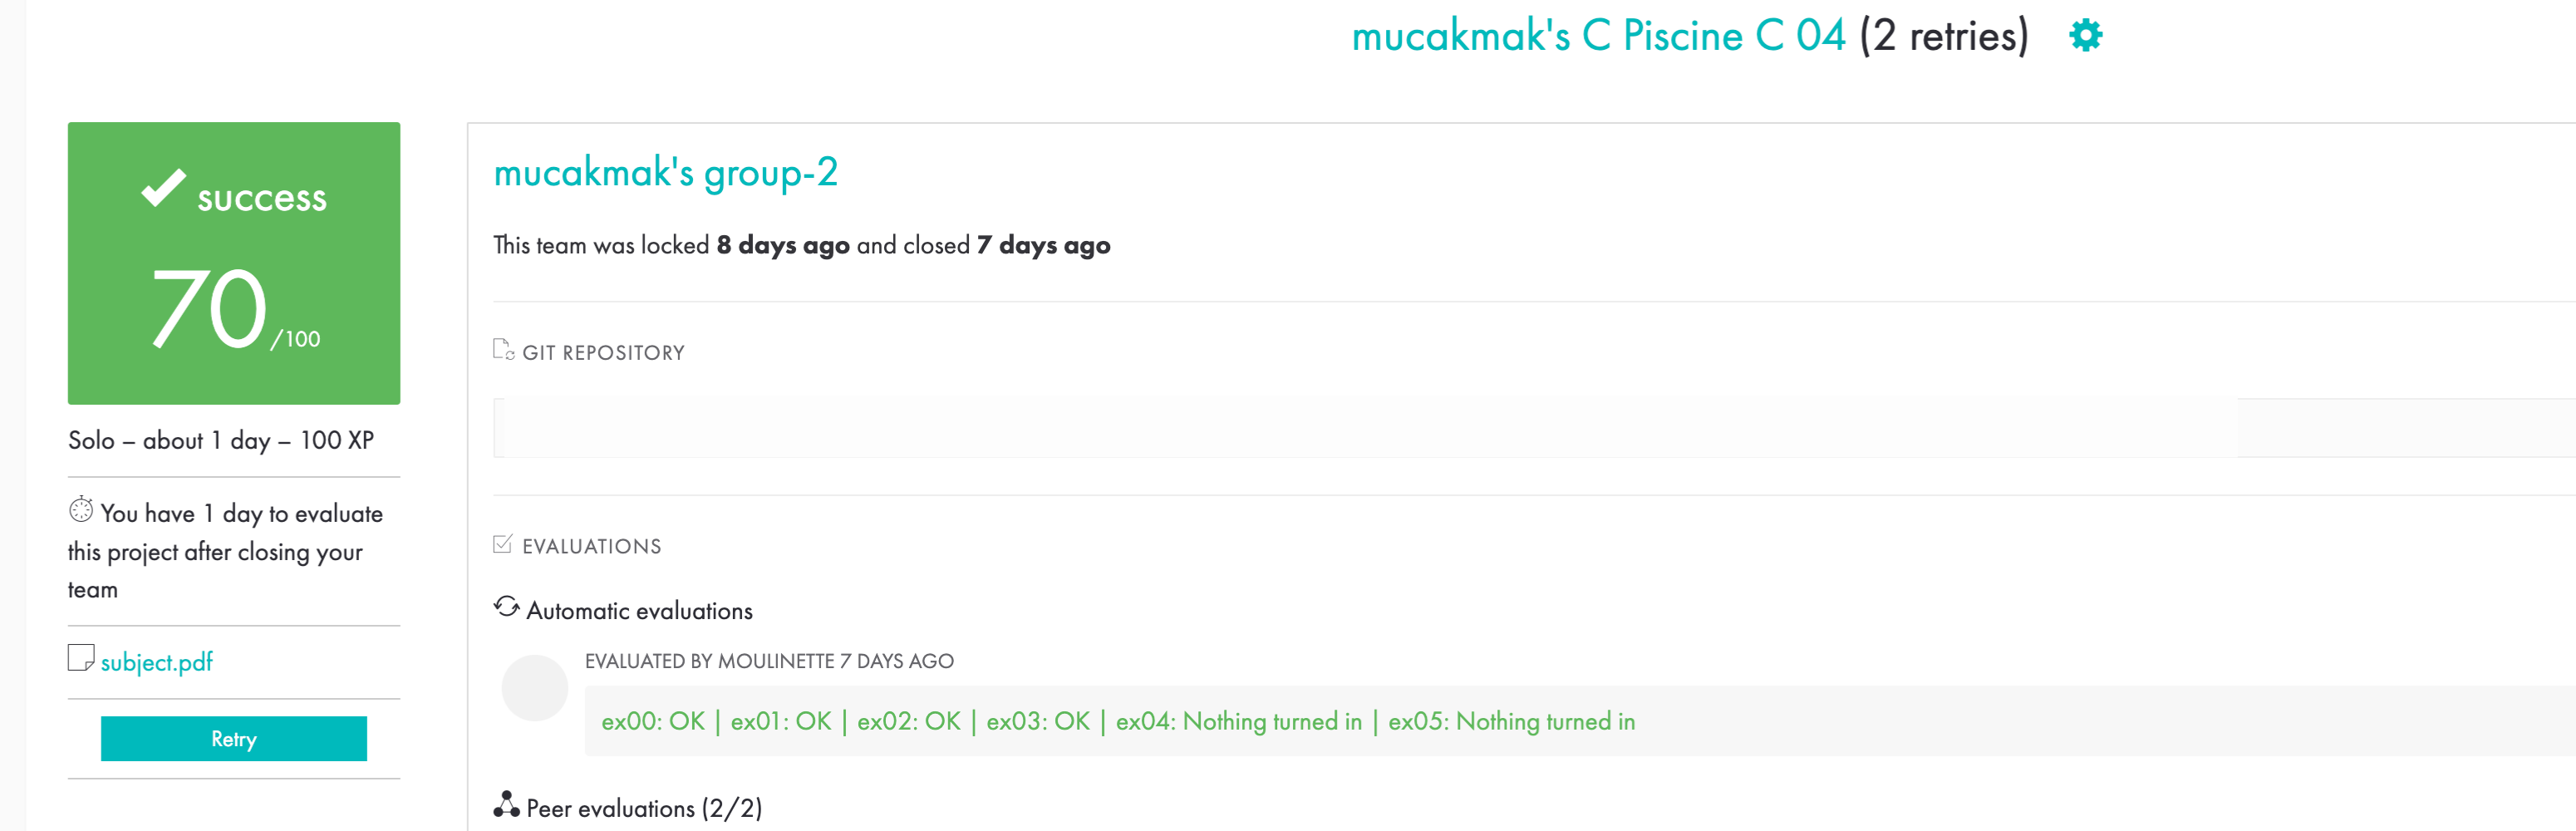 mucakmak's C Piscine C 04 (2 retries)
success
70/100
Solo – about 1 day – 100 XP
You have 1 day to evaluate
this project after closing your
team
subject.pdf
Retry
mucakmak's group-2
This team was locked 8 days ago and closed 7 days ago
GIT REPOSITORY
EVALUATIONS
Automatic evaluations
EVALUATED BY MOULINETTE 7 DAYS AGO
ex00: OK | ex01: OK | ex02: OK | ex03: OK | ex04: Nothing turned in | ex05: Nothing turned in
Peer evaluations (2/2)